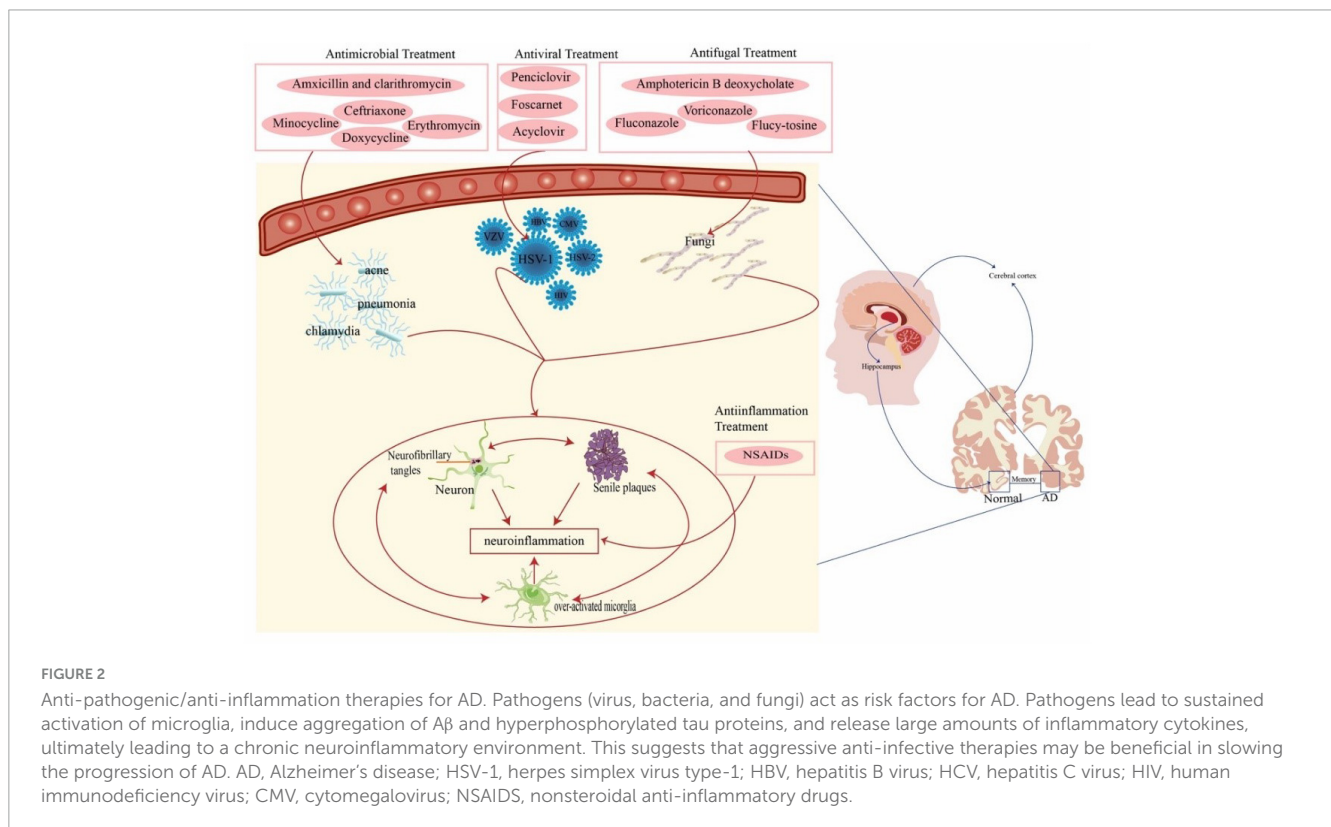 Antimicrobial Treatment
Antiviral Treatment
Antifugal Treatment
Amxicillin and clarithromycin
Ceftriaxone
Minocycline
Erythromycin
Doxycycline
Penciclovir
Foscarnet
Acyclovir
Amphotericin B deoxycholate
Voriconazole
Fluconazole
Flucy-tosine
VZV
HBV
CMV
HSV-1
HSV-2
HIV
Fungi
acne
pneumonia
chlamydia
Cerebral cortex
Hippocampus
Memory
Normal
AD
Antiinflammation
Treatment
NSAIDs
Neurofibrillary
tangles
Neuron
Senile plaques
neuroinflammation
over-activated micorglia
FIGURE 2
Anti-pathogenic/anti-inflammation therapies for AD. Pathogens (virus, bacteria, and fungi) act as risk factors for AD. Pathogens lead to sustained
activation of microglia, induce aggregation of Aβ and hyperphosphorylated tau proteins, and release large amounts of inflammatory cytokines,
ultimately leading to a chronic neuroinflammatory environment. This suggests that aggressive anti-infective therapies may be beneficial in slowing
the progression of AD. AD, Alzheimer's disease; HSV-1, herpes simplex virus type-1; HBV, hepatitis B virus; HCV, hepatitis C virus; HIV, human
immunodeficiency virus; CMV, cytomegalovirus; NSAIDS, nonsteroidal anti-inflammatory drugs.